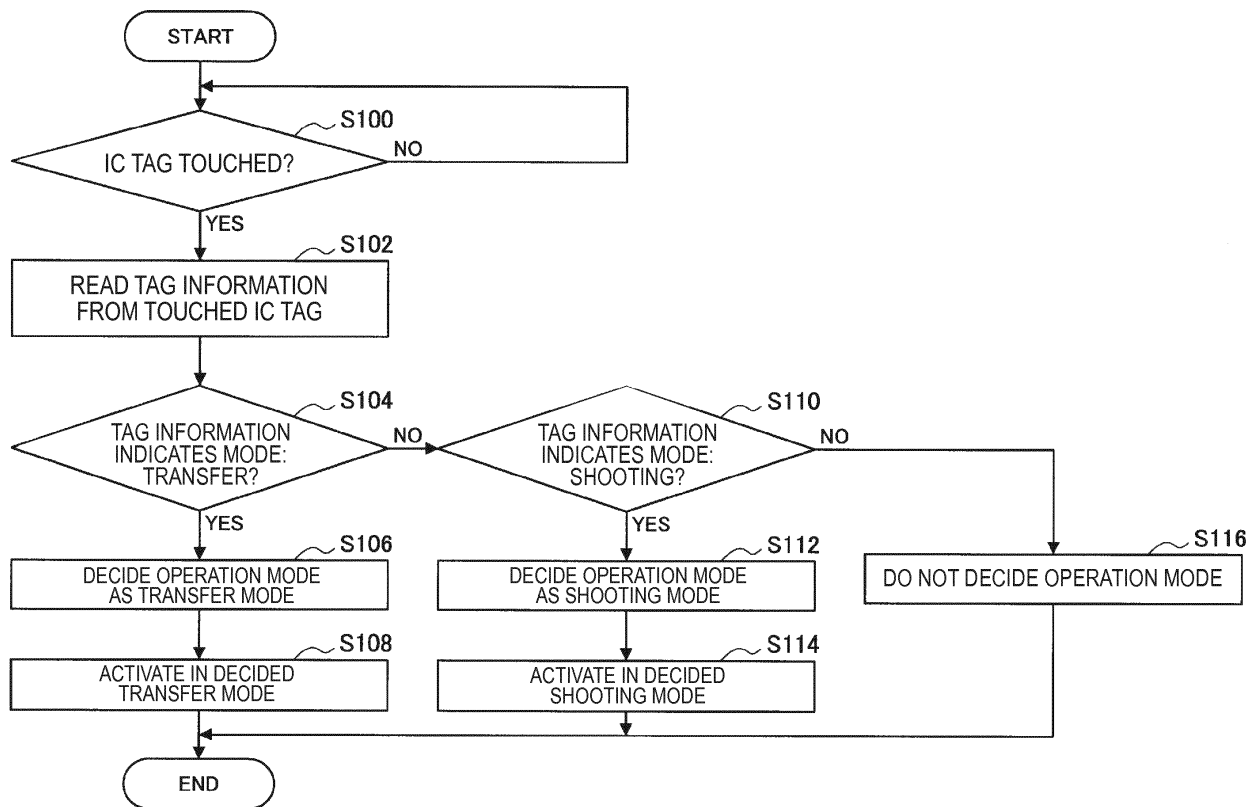 START
S100
IC TAG TOUCHED?
NO
YES
S102
READ TAG INFORMATION
FROM TOUCHED IC TAG
S104
TAG INFORMATION
INDICATES MODE:
TRANSFER?
NO
YES
S110
TAG INFORMATION
INDICATES MODE:
SHOOTING?
NO
YES
S106
DECIDE OPERATION MODE
AS TRANSFER MODE
S112
DECIDE OPERATION MODE
AS SHOOTING MODE
S116
DO NOT DECIDE OPERATION MODE
S108
ACTIVATE IN DECIDED
TRANSFER MODE
S114
ACTIVATE IN DECIDED
SHOOTING MODE
END